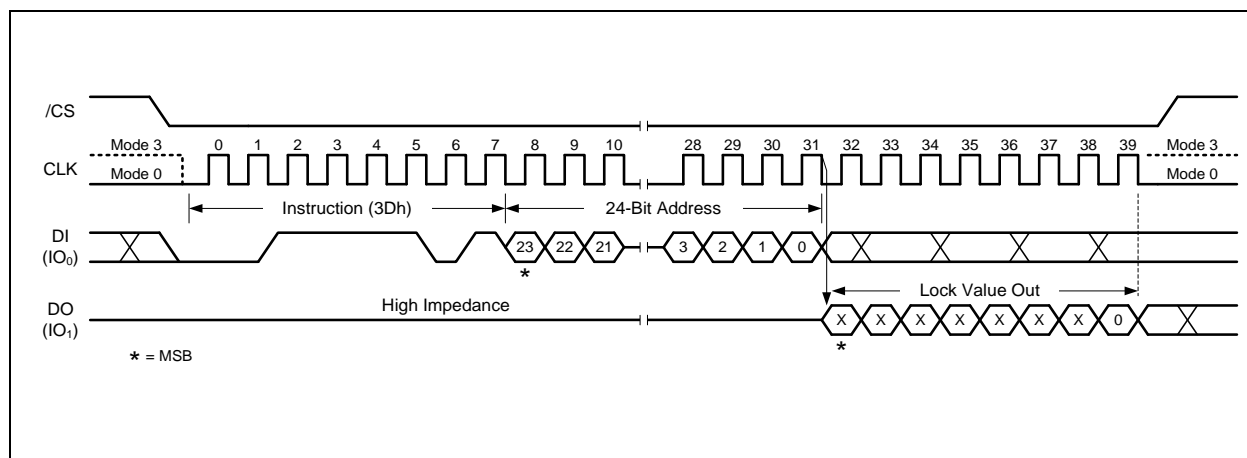 /CS
Mode 3 0 1 2 3 4 5 6 7 8 9 10 28 29 30 31 32 33 34 35 36 37 38 39 Mode 3
CLK
Mode 0 Mode 0
Instruction (3Dh) 24-Bit Address
DI
(IO0)
23 22 21 3 2 1 0
*
Lock Value Out
High Impedance
DO
(IO1)
X X X X X X X 0
*
* = MSB